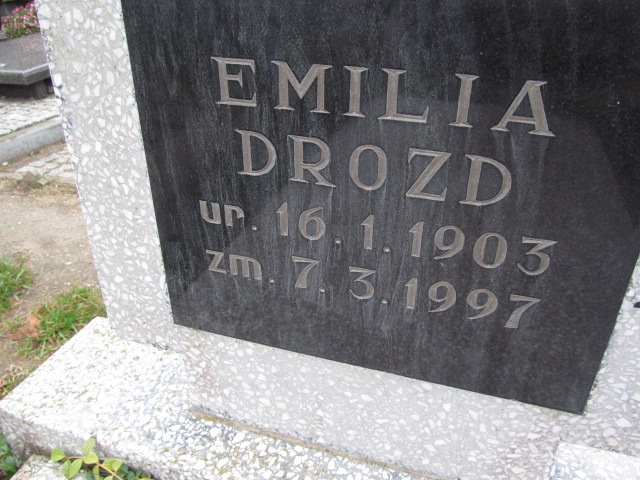 EMILIA
DROZD
ur. 16.1.1903
zm. 7.3.1997